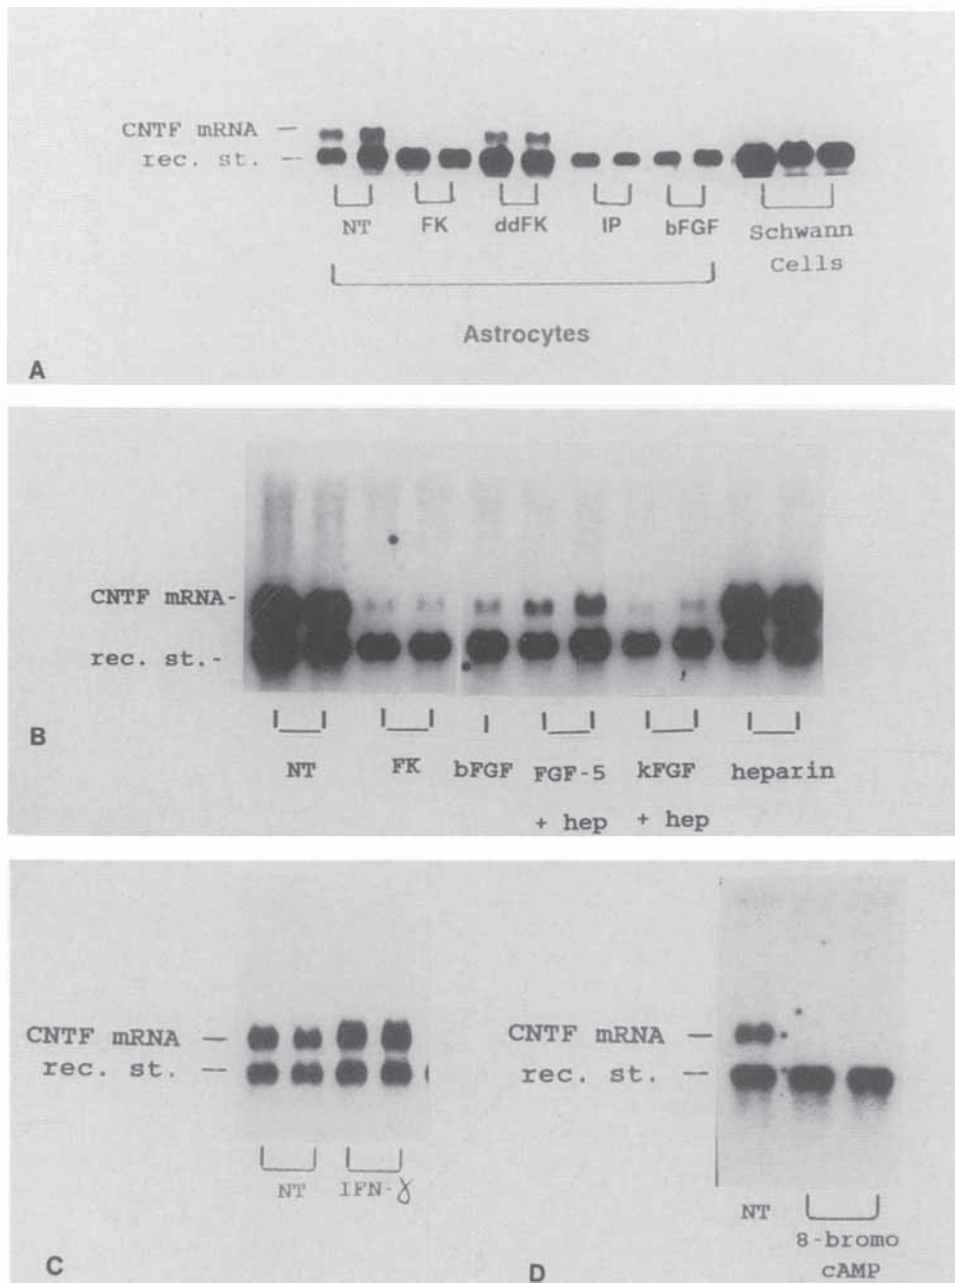 CNTF mRNA —
rec. st. --
NT FK ddFK IP bFGF Schwann
Cells
Astrocytes
A
CNTF mRNA-
rec. st.-
B
NT FK bFGF FGF-5 kFGF heparin
+ hep + hep
CNTF mRNA —
rec. st. --
NT IFN-γ
C
CNTF mRNA —
rec. st. --
NT 8-bromo
cAMP
D